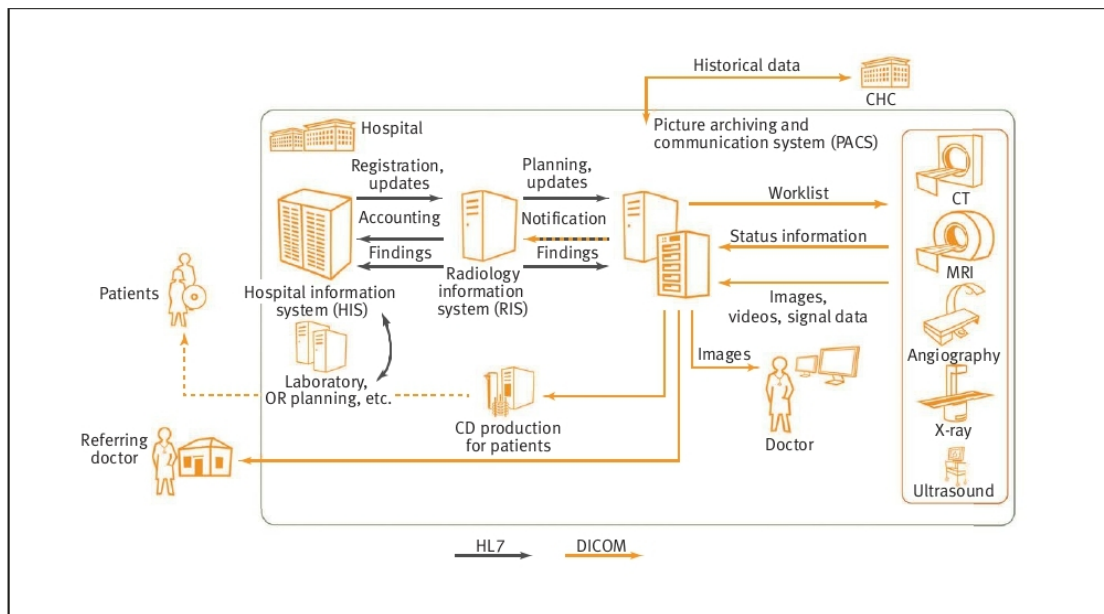 Historical data
CHC
Hospital
Picture archiving and
communication system (PACS)
Registration,
updates
Planning,
updates
CT
Worklist
Accounting
Notification
Status information
MRI
Findings
Findings
Hospital information
system (HIS)
Radiology
information
system (RIS)
Patients
Images,
videos, signal data
Angiography
Images
Laboratory,
OR planning, etc.
CD production
for patients
Doctor
X-ray
Referring
doctor
Ultrasound
HL7
DICOM